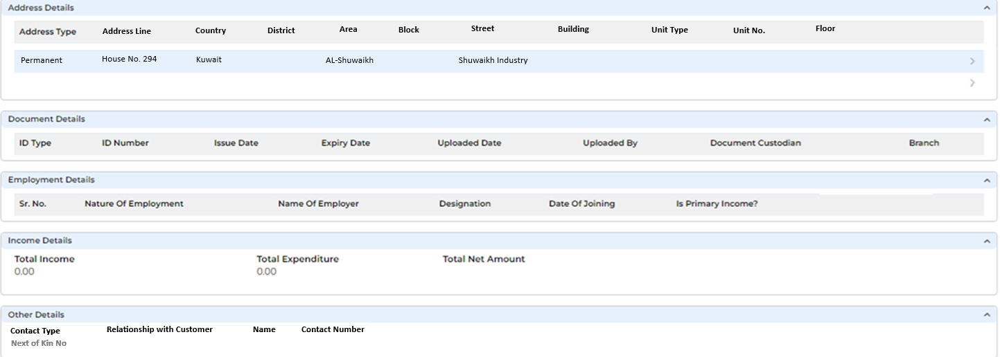 Address Details
Address Type Address Line Country District Area Block Street Building Unit Type Unit No. Floor
Permanent House No. 294 Kuwait AL-Shuwaikh Shuwaikh Industry
Document Details
ID Type ID Number Issue Date Expiry Date Uploaded Date Uploaded By Document Custodian Branch
Employment Details
Sr. No. Nature Of Employment Name Of Employer Designation Date Of Joining Is Primary Income?
Income Details
Total Income Total Expenditure Total Net Amount
0.00 0.00
Other Details
Contact Type Relationship with Customer Name Contact Number
Next of Kin No